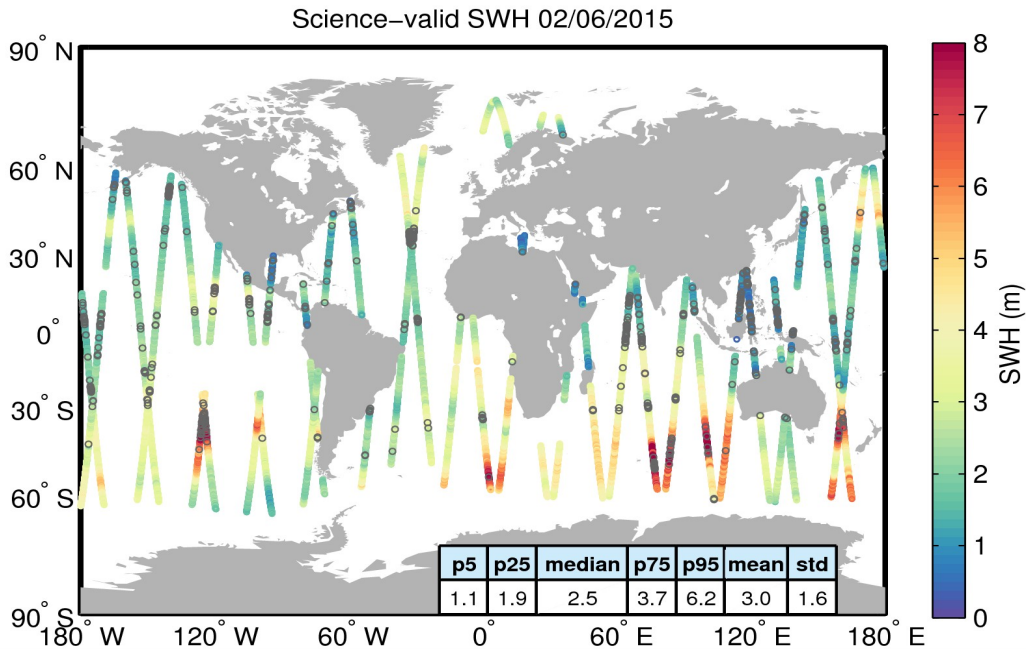 Science−valid SWH 02/06/2015
90° N
60° N
30° N
0°
30° S
60° S
90° S
180° W
120° W
60° W
0°
60° E
120° E
180° E
8
7
6
5
4
3
2
1
0
SWH (m)
p5 p25 median p75 p95 mean std
1.1 1.9 2.5 3.7 6.2 3.0 1.6